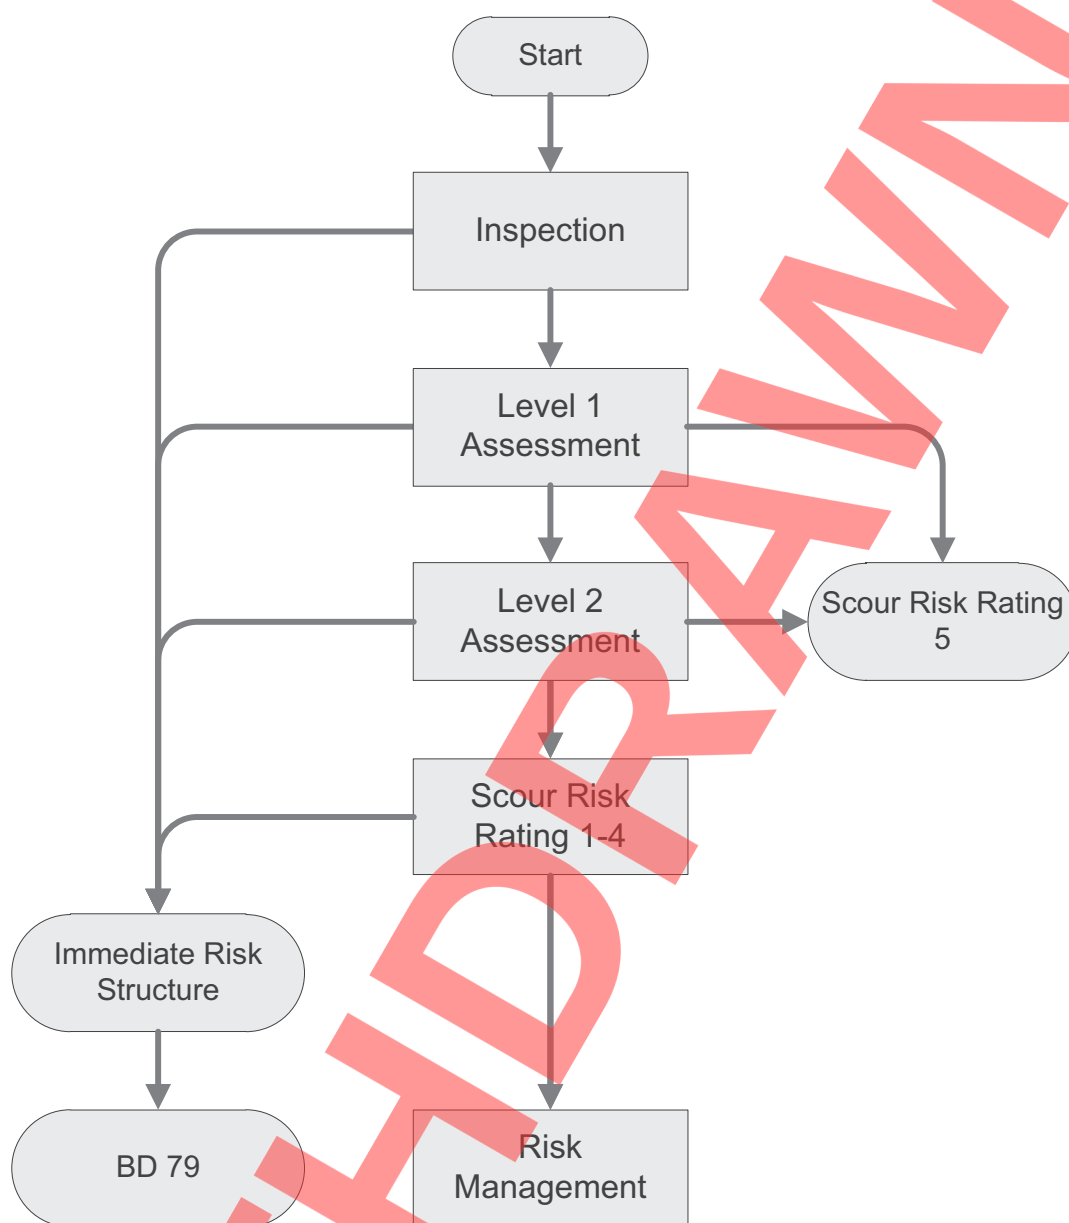 Start
Inspection
Level 1
Assessment
Level 2
Assessment
Scour Risk Rating
5
Scour Risk
Rating 1-4
Immediate Risk
Structure
BD 79
Risk
Management
HDRAWN